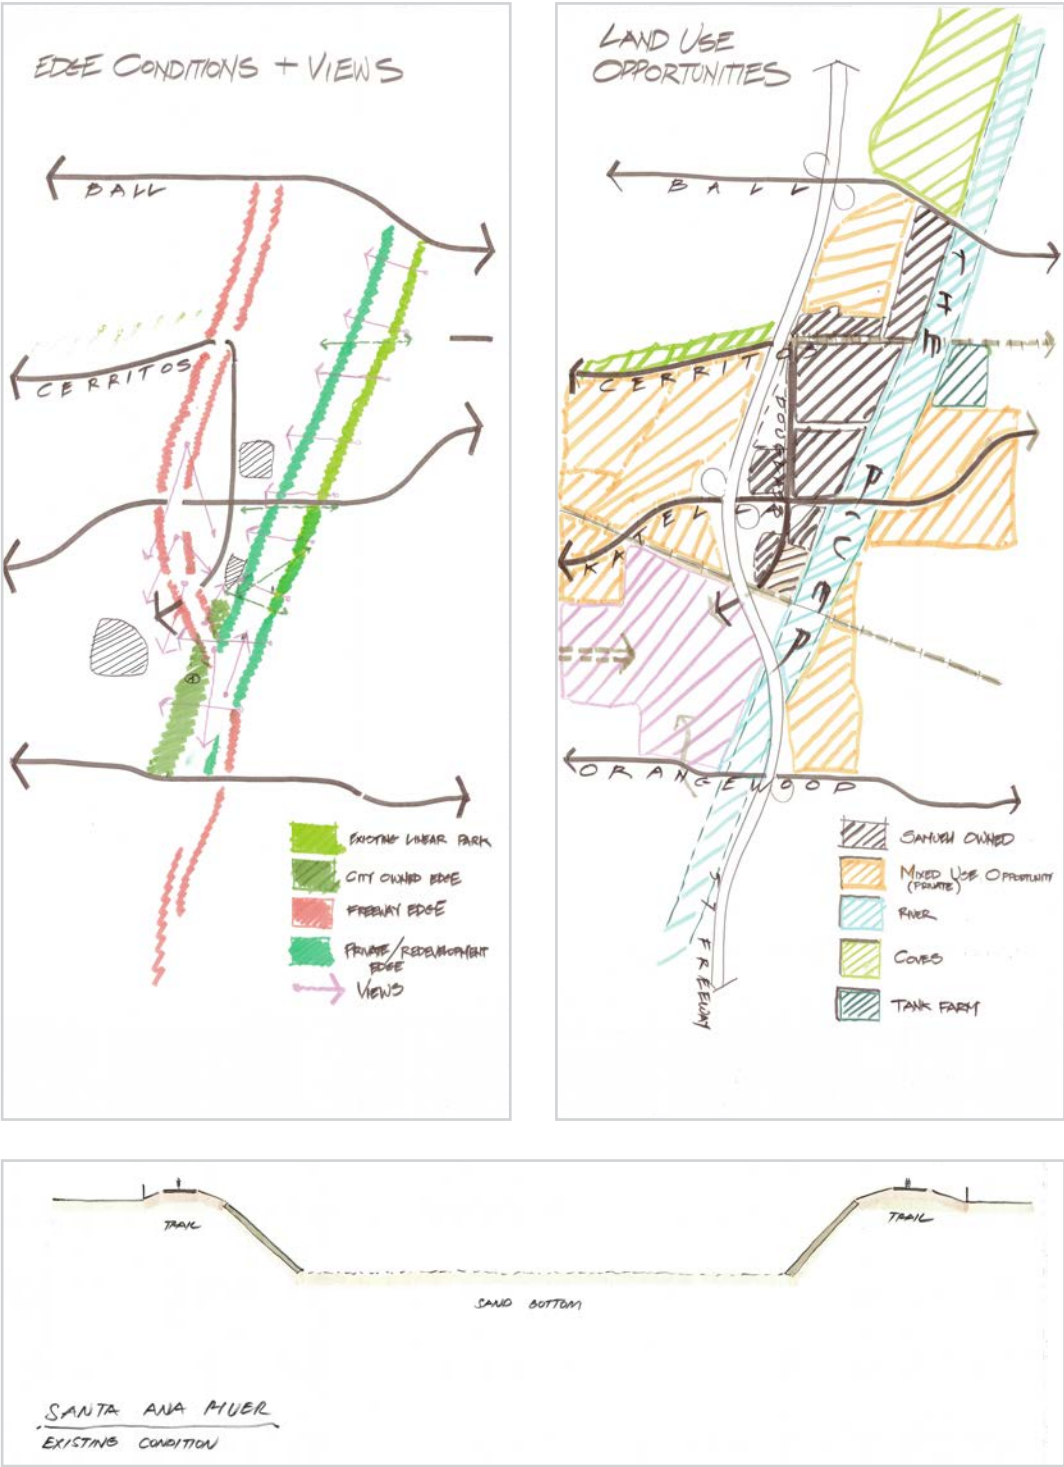 EDGE CONDITIONS + VIEWS
BALL
CERRITOS
EXISTING LINEAR PARK
CITY OWNED EDGE
FREEWAY EDGE
PRIVATE/REDEVELOPMENT
EDGE
VIEWS
LAND USE
OPPORTUNITIES
BALL
THE
CERRITOS
RIVER
KATELLA
ORANGEWOOD
57 FREEWAY
OWNED
MIXED USE OPPORTUNITY
(PRIVATE)
RIVER
COVES
TANK FARM
TRAIL
TRAIL
SAND BOTTOM
SANTA ANA RIVER
EXISTING CONDITION